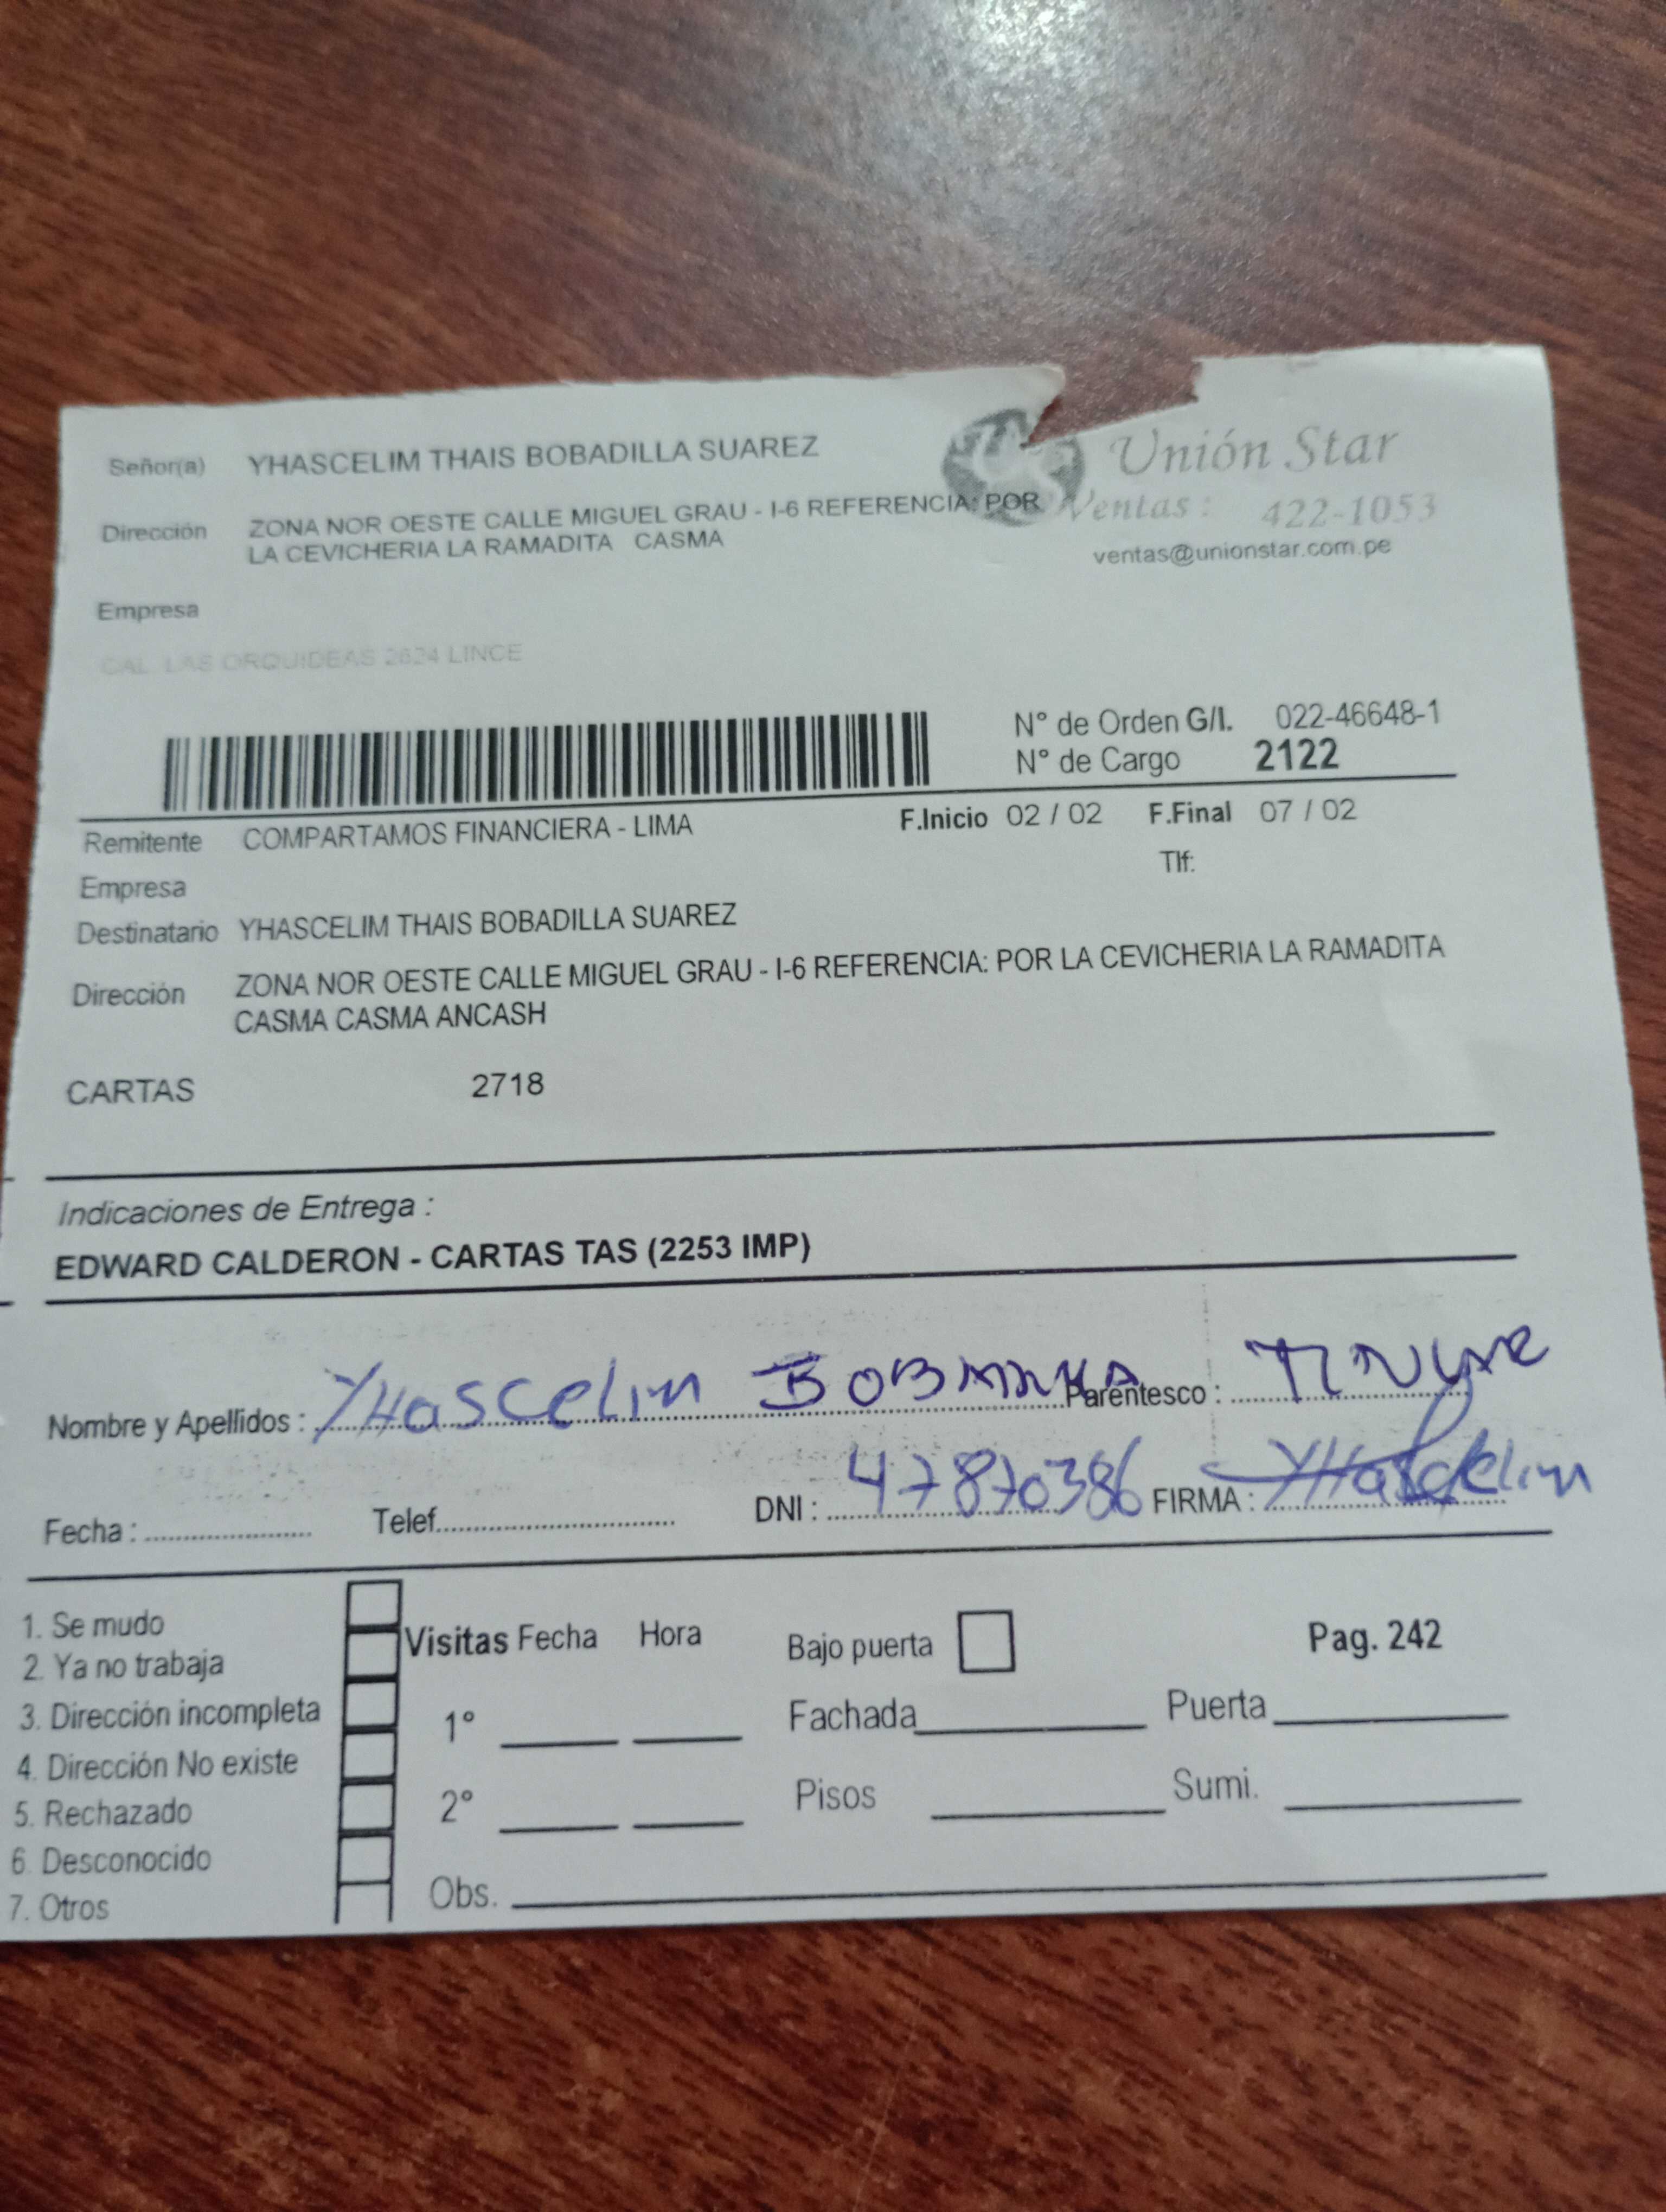 Señor(a) YHASCELIM THAIS BOBADILLA SUAREZ
Unión Star
Dirección ZONA NOR OESTE CALLE MIGUEL GRAU - I-6 REFERENCIA: POR
LA CEVICHERIA LA RAMADITA CASMA
Ventas: 422-1053
ventas@unionstar.com.pe
Empresa
CAL. LAS ORQUIDEAS 2624 LINCE
N° de Orden G/I. 022-46648-1
N° de Cargo 2122
Remitente COMPARTAMOS FINANCIERA - LIMA F.Inicio 02 / 02 F.Final 07 / 02
Empresa Tlf:
Destinatario YHASCELIM THAIS BOBADILLA SUAREZ
Dirección ZONA NOR OESTE CALLE MIGUEL GRAU - I-6 REFERENCIA: POR LA CEVICHERIA LA RAMADITA
CASMA CASMA ANCASH
CARTAS 2718
Indicaciones de Entrega :
EDWARD CALDERON - CARTAS TAS (2253 IMP)
Nombre y Apellidos : YHascelim BOBADILLA Parentesco : TITULAR
Fecha : Telef. DNI : 47870386 FIRMA : YHascelim
1. Se mudo
2. Ya no trabaja
3. Dirección incompleta
4. Dirección No existe
5. Rechazado
6. Desconocido
7. Otros
Visitas Fecha Hora Bajo puerta Pag. 242
1° Fachada Puerta
2° Pisos Sumi.
Obs.